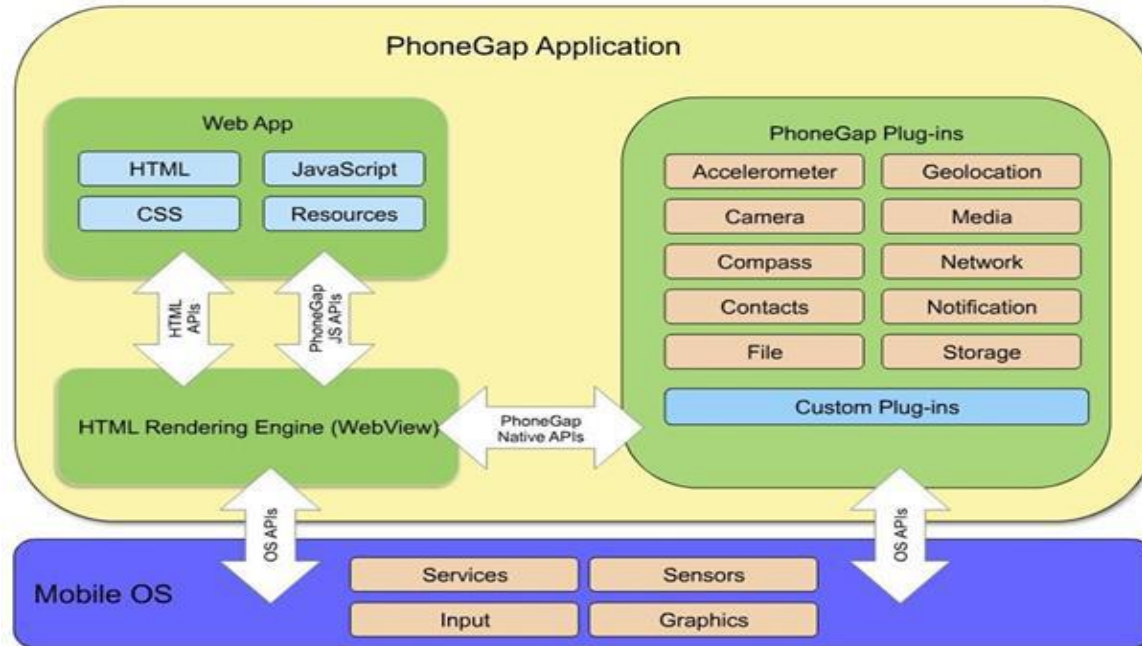 PhoneGap Application
Web App
HTML
JavaScript
CSS
Resources
HTML
APIs
PhoneGap
JS APIs
HTML Rendering Engine (WebView)
PhoneGap
Native APIs
PhoneGap Plug-ins
Accelerometer
Geolocation
Camera
Media
Compass
Network
Contacts
Notification
File
Storage
Custom Plug-ins
OS APIs
OS APIs
Mobile OS
Services
Sensors
Input
Graphics